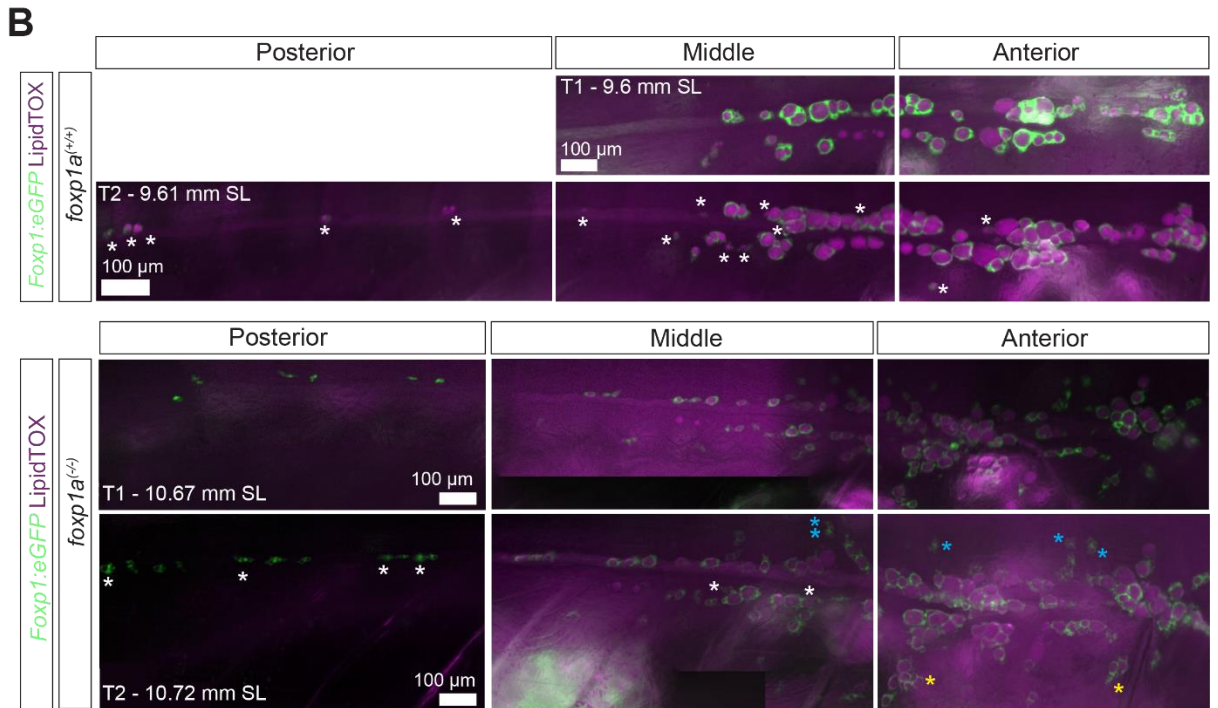 B
Posterior Middle Anterior
Foxp1:eGFP LipidTOX
foxp1a(+/+)
T1 - 9.6 mm SL
100 µm
T2 - 9.61 mm SL
* * * * * * * * * * * * * * *
100 µm
Posterior Middle Anterior
Foxp1:eGFP LipidTOX
foxp1a(-/-)
100 µm
T1 - 10.67 mm SL
* * * * * * * * * * * * *
100 µm
T2 - 10.72 mm SL